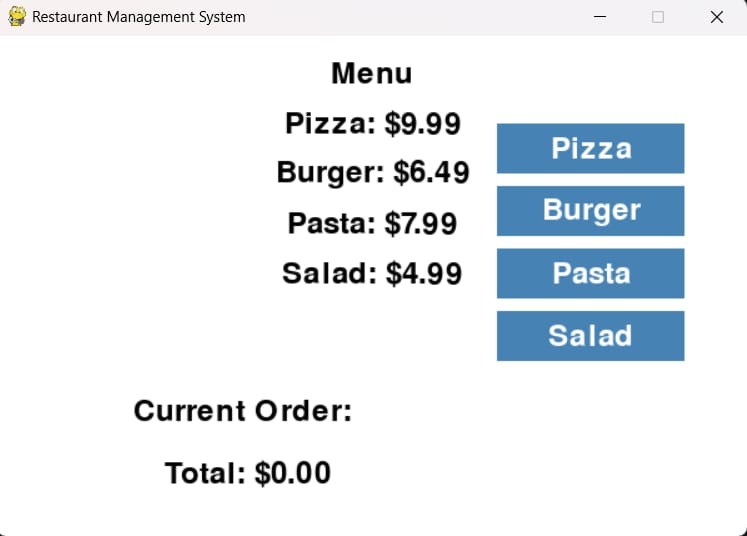 Restaurant Management System
Menu
Pizza: $9.99
Burger: $6.49
Pasta: $7.99
Salad: $4.99
Pizza
Burger
Pasta
Salad
Current Order:
Total: $0.00